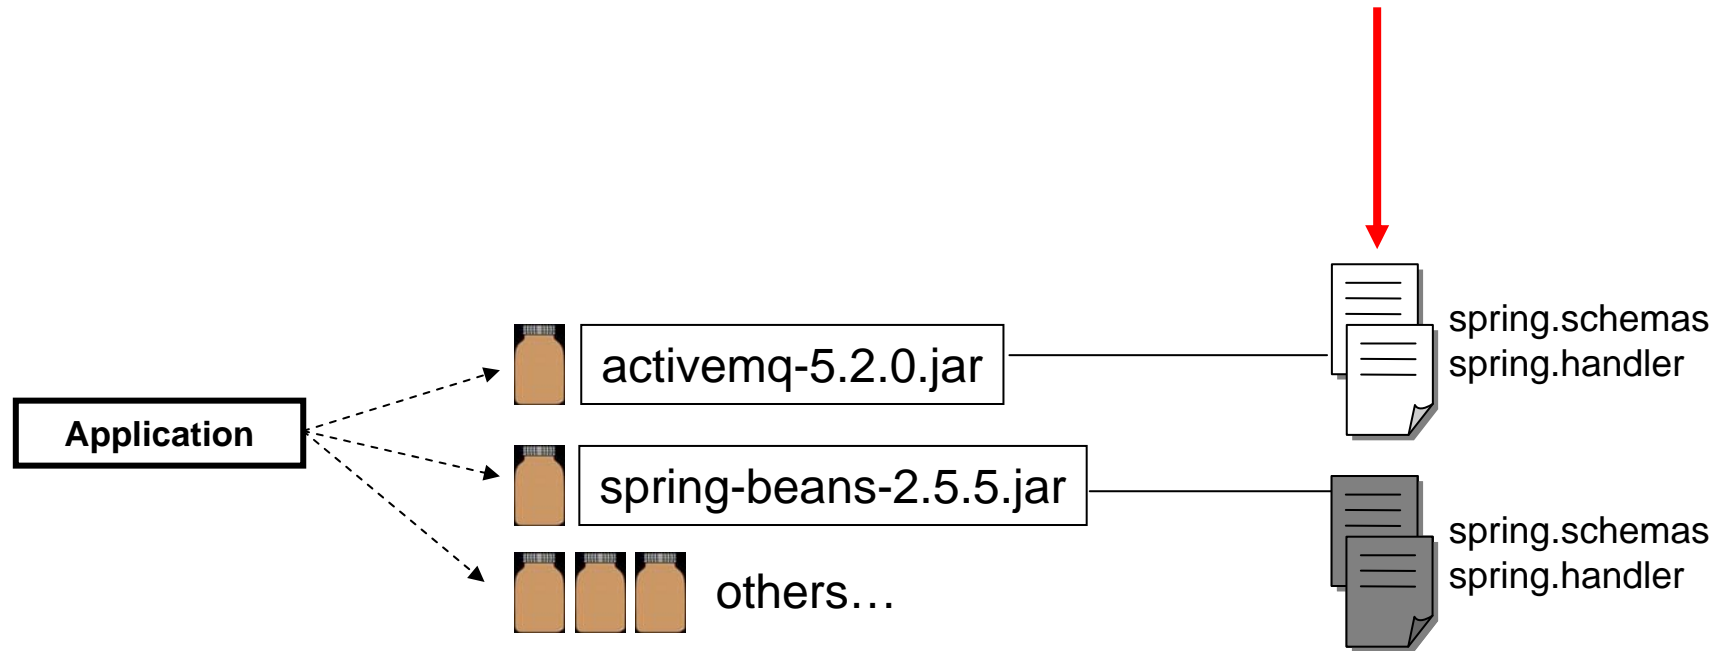 spring.schemas
spring.handler
activemq-5.2.0.jar
Application
spring-beans-2.5.5.jar
spring.schemas
spring.handler
others…